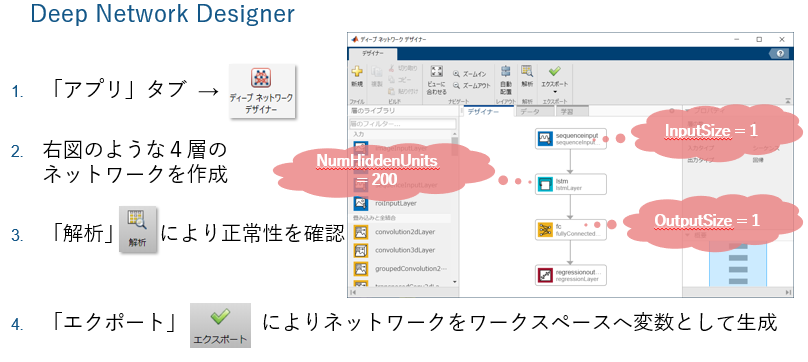 Deep Network Designer
1. 「アプリ」タブ →
ディープ ネットワーク
デザイナー
2. 右図のような４層の
ネットワークを作成
3. 「解析」
解析
により正常性を確認
4. 「エクポート」
エクスポート
によりネットワークをワークスペースへ変数として生成
ディープ ネットワーク デザイナー
デザイナー
新規
複製
切り取り
コピー
貼り付け
ビューに
合わせる
ズームイン
ズームアウト
自動
配置
解析
エクスポート
ファイル
ビルド
ナビゲート
レイアウト
解析
エクスポート
層のライブラリ
層のフィルター...
入力
roiInputLayer
畳み込みと全結合
convolution2dLayer
convolution3dLayer
groupedConvolution2···
デザイナー
データ
学習
sequenceinput
sequenceInput...
lstm
lstmLayer
fc
fullyConnected...
regressionout...
regressionLayer
InputSize = 1
NumHiddenUnits
= 200
OutputSize = 1